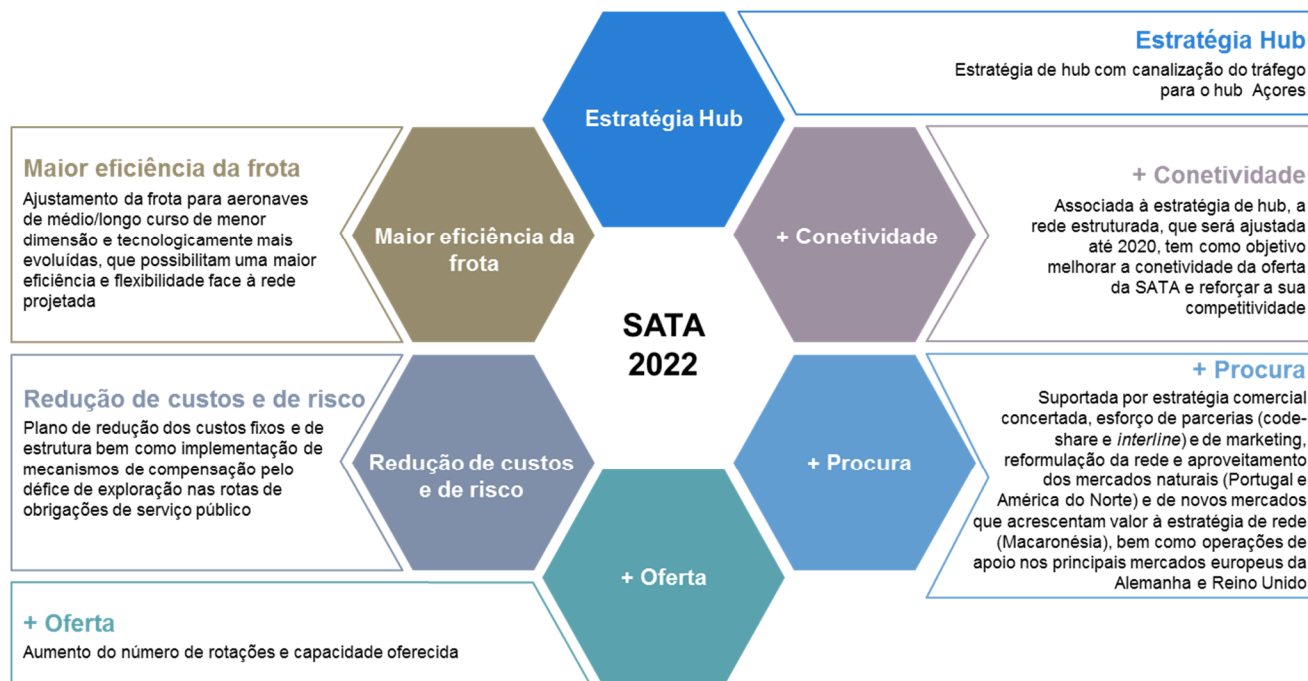 Estratégia Hub
Estratégia de hub com canalização do tráfego
para o hub Açores
Estratégia Hub
Maior eficiência da frota
Ajustamento da frota para aeronaves
de médio/longo curso de menor
dimensão e tecnologicamente mais
evoluídas, que possibilitam uma maior
eficiência e flexibilidade face à rede
projetada
Maior eficiência da
frota
+ Conetividade
+ Conetividade
Associada à estratégia de hub, a
rede estruturada, que será ajustada
até 2020, tem como objetivo
melhorar a conetividade da oferta
da SATA e reforçar a sua
competitividade
SATA
2022
Redução de custos e de risco
Plano de redução dos custos fixos e de
estrutura bem como implementação de
mecanismos de compensação pelo
défice de exploração nas rotas de
obrigações de serviço público
Redução de custos
e de risco
+ Procura
+ Procura
Suportada por estratégia comercial
concertada, esforço de parcerias (code-
share e interline) e de marketing,
reformulação da rede e aproveitamento
dos mercados naturais (Portugal e
América do Norte) e de novos mercados
que acrescentam valor à estratégia de rede
(Macaronésia), bem como operações de
apoio nos principais mercados europeus da
Alemanha e Reino Unido
+ Oferta
+ Oferta
Aumento do número de rotações e capacidade oferecida